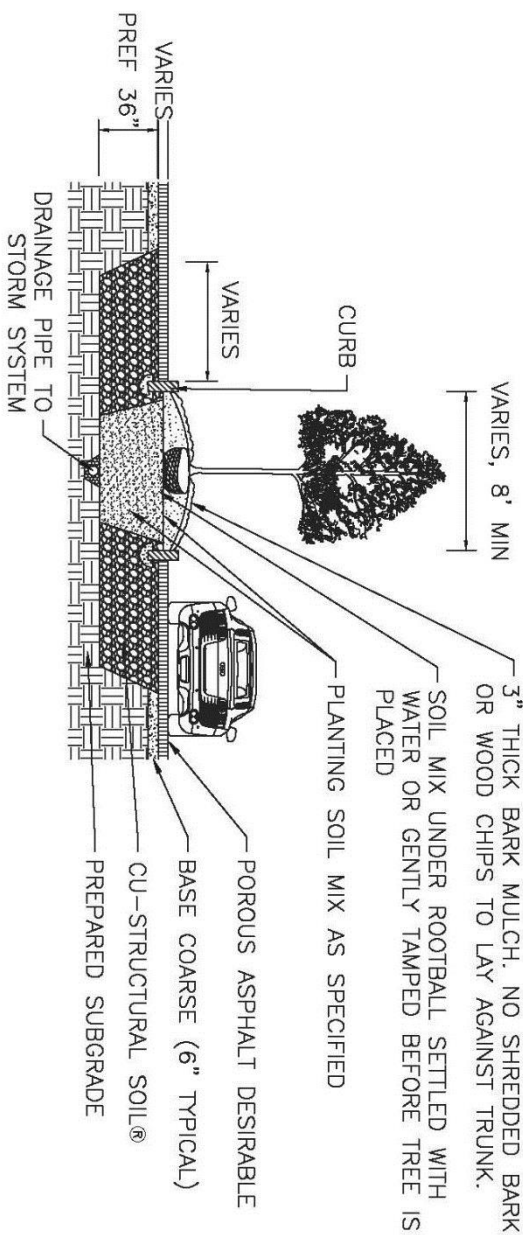 VARIES, 8' MIN
3" THICK BARK MULCH. NO SHREDDED BARK
OR WOOD CHIPS TO LAY AGAINST TRUNK.
SOIL MIX UNDER ROOTBALL SETTLED WITH
WATER OR GENTLY TAMPED BEFORE TREE IS
PLACED
PLANTING SOIL MIX AS SPECIFIED
CURB
VARIES
POROUS ASPHALT DESIRABLE
BASE COARSE (6" TYPICAL)
CU-STRUCTURAL SOIL®
PREPARED SUBGRADE
VARIES
PREF 36"
DRAINAGE PIPE TO
STORM SYSTEM